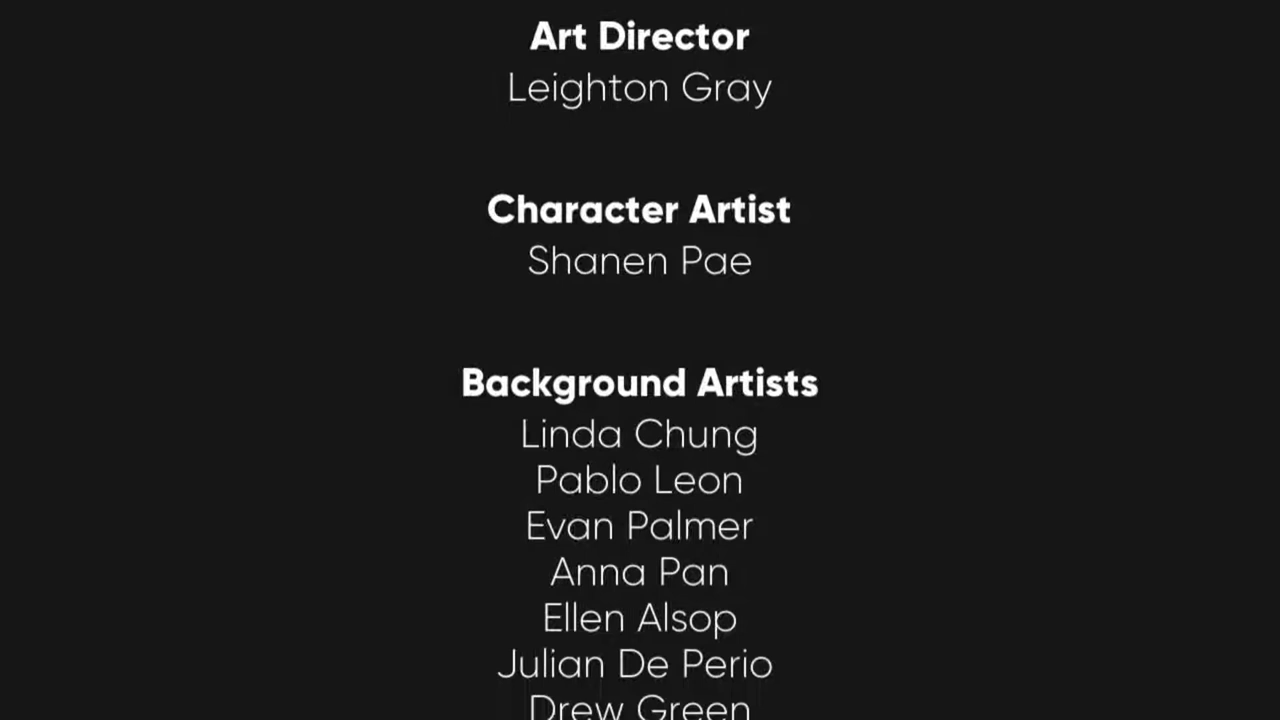 Art Director
Leighton Gray
Character Artist
Shanen Pae
Background Artists
Linda Chung
Pablo Leon
Evan Palmer
Anna Pan
Ellen Alsop
Julian De Perio
Drew Green